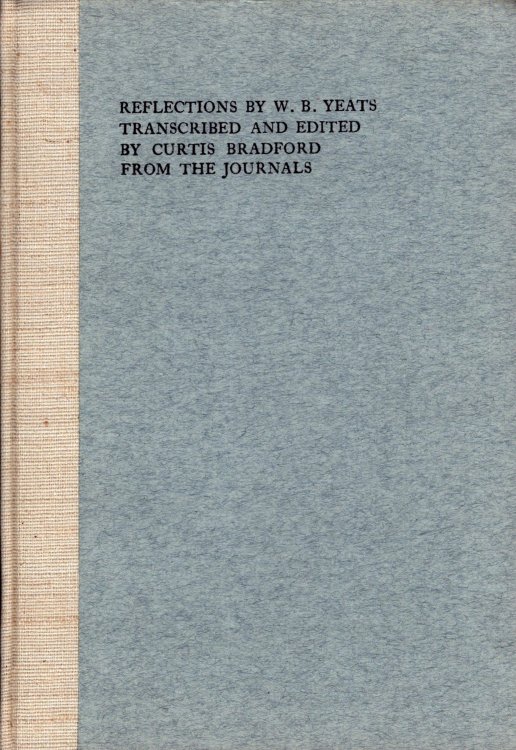 REFLECTIONS BY W. B. YEATS
TRANSCRIBED AND EDITED
BY CURTIS BRADFORD
FROM THE JOURNALS